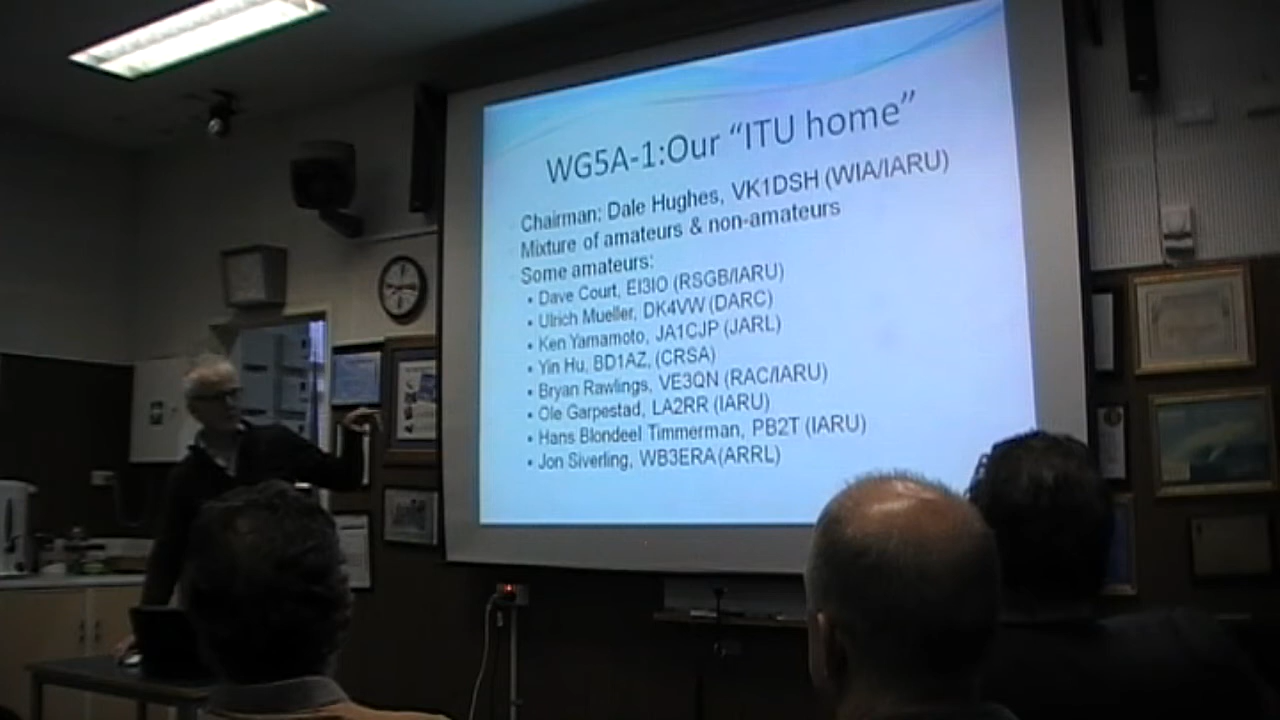 WG5A-1:Our “ITU home”
Chairman: Dale Hughes, VK1DSH (WIA/IARU)
Mixture of amateurs & non-amateurs
Some amateurs:
• Dave Court, EI3IO (RSGB/IARU)
• Ulrich Mueller, DK4VW (DARC)
• Ken Yamamoto, JA1CJP (JARL)
• Yin Hu, BD1AZ, (CRSA)
• Bryan Rawlings, VE3QN (RAC/IARU)
• Ole Garpestad, LA2RR (IARU)
• Hans Blondeel Timmerman, PB2T (IARU)
• Jon Siverling, WB3ERA(ARRL)